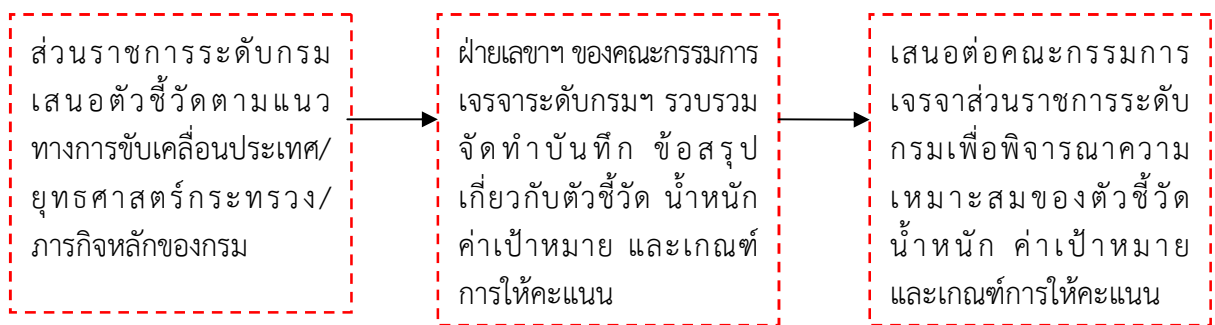 ส่วนราชการระดับกรม
เสนอตัวชี้วัดตามแนว
ทางการขับเคลื่อนประเทศ/
ยุทธศาสตร์กระทรวง/
ภารกิจหลักของกรม
ฝ่ายเลขาฯ ของคณะกรรมการ
เจรจาระดับกรมฯ รวบรวม
จัดทำบันทึก ข้อสรุป
เกี่ยวกับตัวชี้วัด น้ำหนัก
ค่าเป้าหมาย และเกณฑ์
การให้คะแนน
เสนอต่อคณะกรรมการ
เจรจาส่วนราชการระดับ
กรมเพื่อพิจารณาความ
เหมาะสมของตัวชี้วัด
น้ำหนัก ค่าเป้าหมาย
และเกณฑ์การให้คะแนน